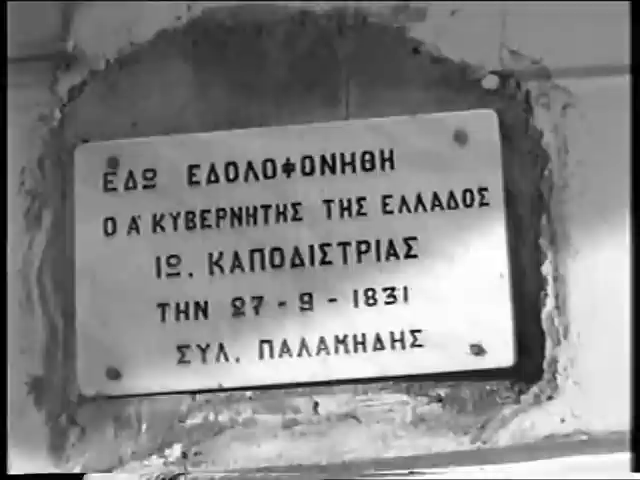 ΕΔΩ ΕΔΟΛΟΦΟΝΗΘΗ
Ο Α' ΚΥΒΕΡΝΗΤΗΣ ΤΗΣ ΕΛΛΑΔΟΣ
ΙΩ. ΚΑΠΟΔΙΣΤΡΙΑΣ
ΤΗΝ 27 - 9 - 1831
ΣΥΛ. ΠΑΛΑΜΗΔΗΣ